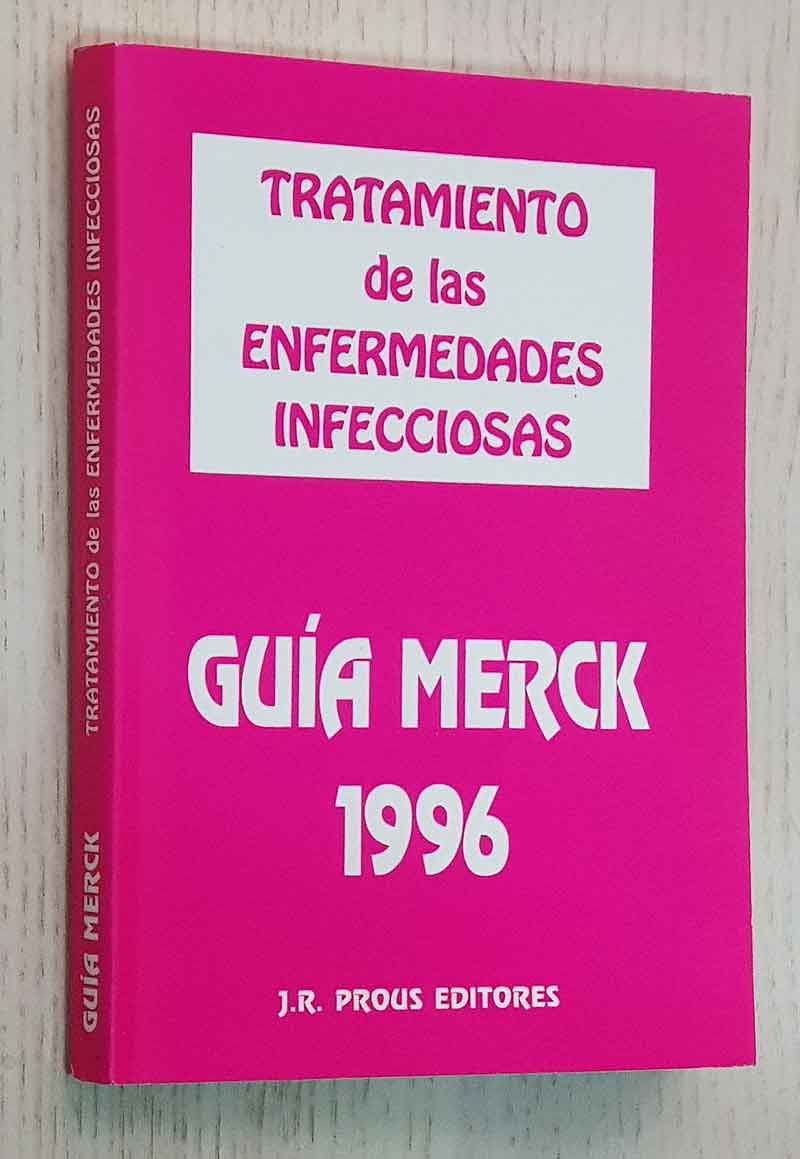 TRATAMIENTO
de las
ENFERMEDADES
INFECCIOSAS
GUÍA MERCK
1996
J.R. PROUS EDITORES
GUÍA MERCK TRATAMIENTO de las ENFERMEDADES INFECCIOSAS